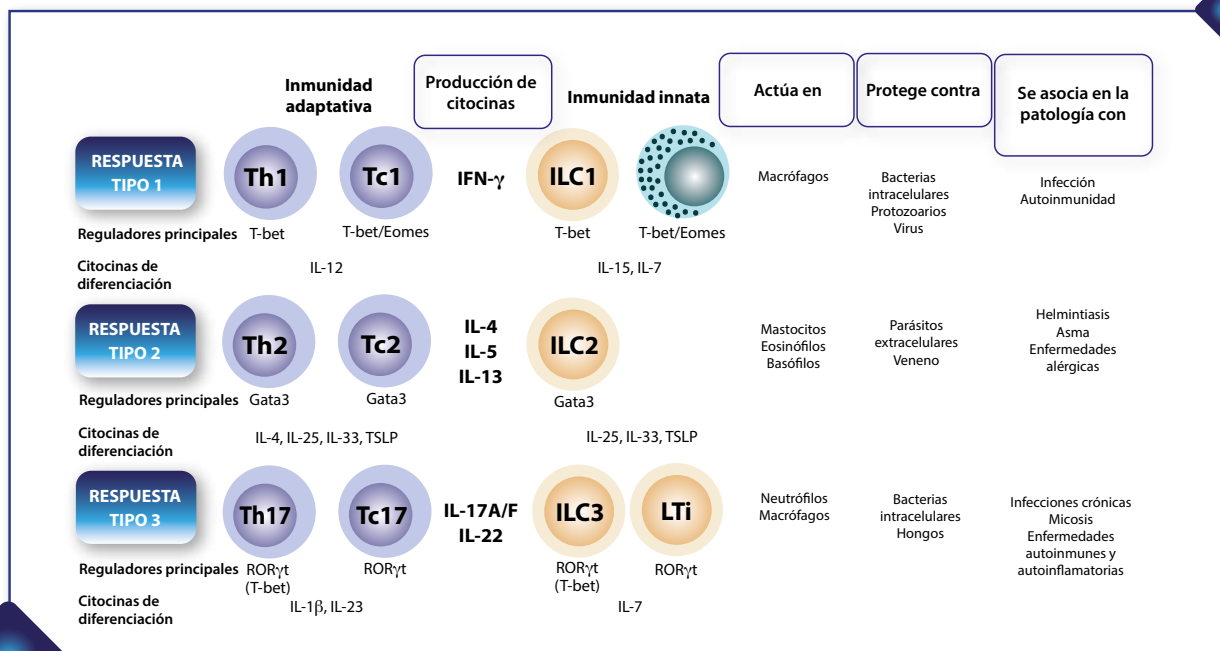 Inmunidad
adaptativa
Producción de
citocinas
Inmunidad innata
Actúa en
Protege contra
Se asocia en la
patología con
RESPUESTA
TIPO 1
Th1
Tc1
IFN-γ
ILC1
Macrófagos
Bacterias
intracelulares
Protozoarios
Virus
Infección
Autoinmunidad
Reguladores principales
T-bet
T-bet/Eomes
T-bet
T-bet/Eomes
Citocinas de
diferenciación
IL-12
IL-15, IL-7
RESPUESTA
TIPO 2
Th2
Tc2
IL-4
IL-5
IL-13
ILC2
Mastocitos
Eosinófilos
Basófilos
Parásitos
extracelulares
Veneno
Helmintiasis
Asma
Enfermedades
alérgicas
Reguladores principales
Gata3
Gata3
Gata3
Citocinas de
diferenciación
IL-4, IL-25, IL-33, TSLP
IL-25, IL-33, TSLP
RESPUESTA
TIPO 3
Th17
Tc17
IL-17A/F
IL-22
ILC3
LTi
Neutrófilos
Macrófagos
Bacterias
intracelulares
Hongos
Infecciones crónicas
Micosis
Enfermedades
autoinmunes y
autoinflamatorias
Reguladores principales
RORγt
(T-bet)
RORγt
RORγt
(T-bet)
RORγt
Citocinas de
diferenciación
IL-1β, IL-23
IL-7